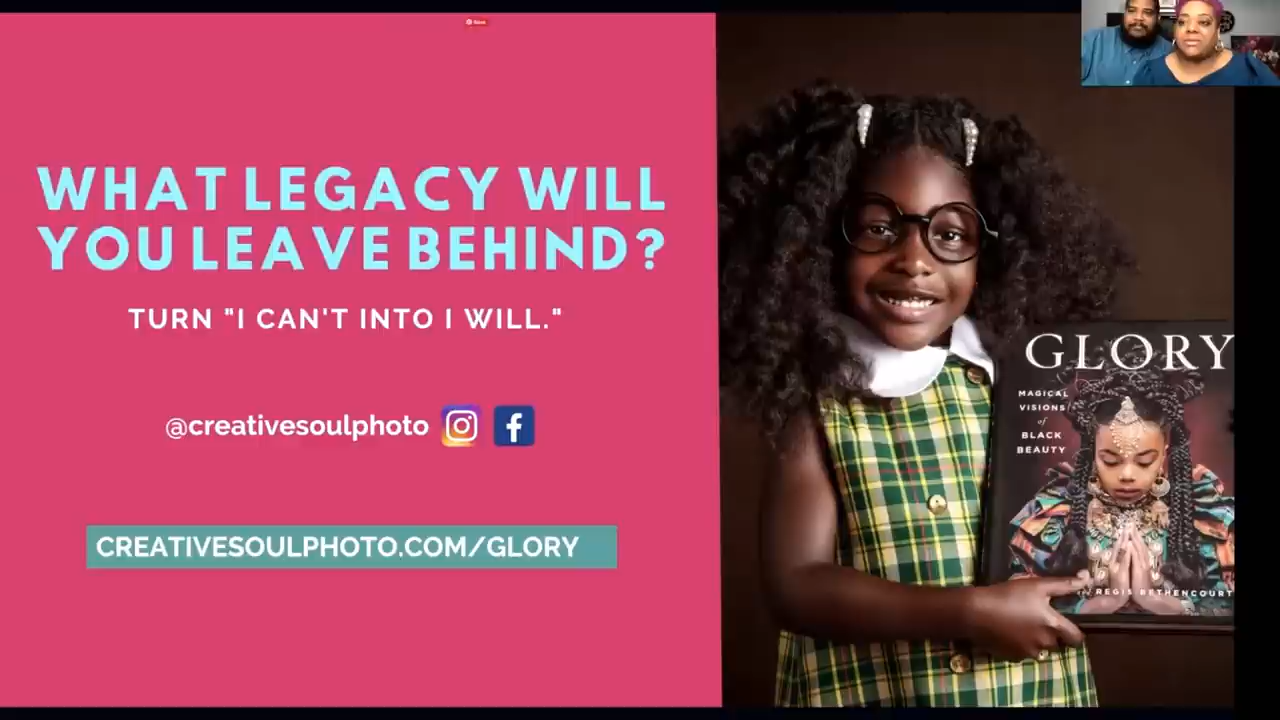 WHAT LEGACY WILL
YOU LEAVE BEHIND?
TURN "I CAN'T INTO I WILL."
@creativesoulphoto
CREATIVESOULPHOTO.COM/GLORY
GLORY
MAGICAL
VISIONS
of
BLACK
BEAUTY
REGIS BETHENCOURT